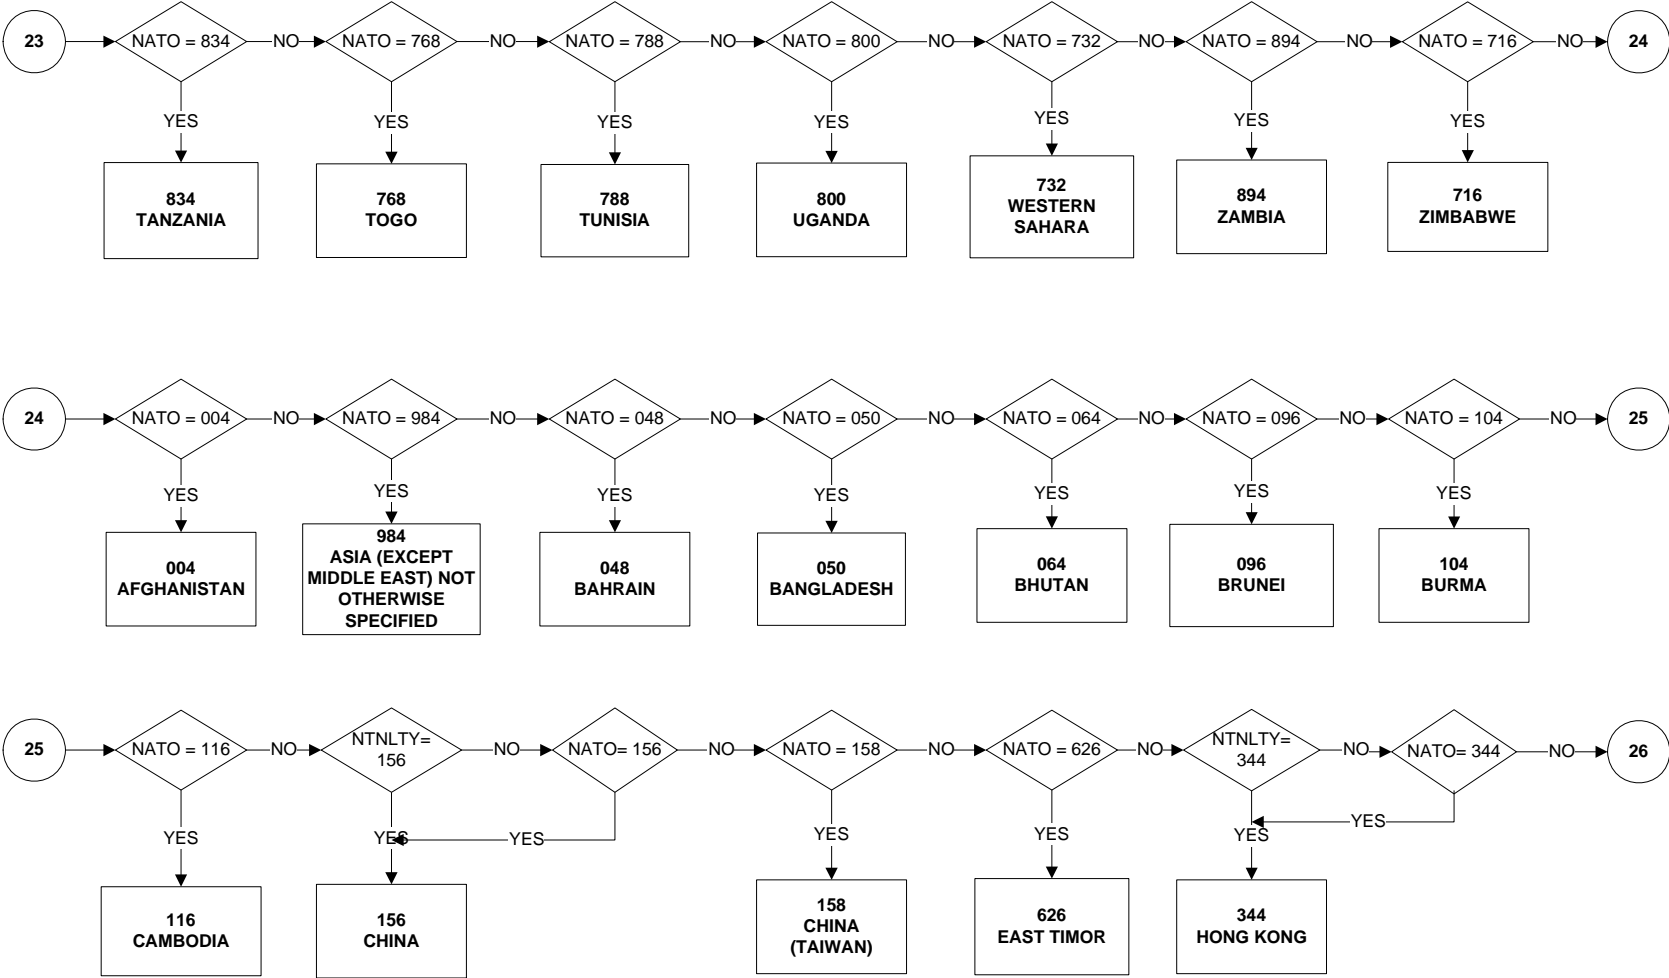 23
NATO = 834
NO
NATO = 768
NO
NATO = 788
NO
NATO = 800
NO
NATO = 732
NO
NATO = 894
NO
NATO = 716
NO
24
YES
YES
YES
YES
YES
YES
YES
834
TANZANIA
768
TOGO
788
TUNISIA
800
UGANDA
732
WESTERN
SAHARA
894
ZAMBIA
716
ZIMBABWE
24
NATO = 004
NO
NATO = 984
NO
NATO = 048
NO
NATO = 050
NO
NATO = 064
NO
NATO = 096
NO
NATO = 104
NO
25
YES
YES
YES
YES
YES
YES
YES
004
AFGHANISTAN
984
ASIA (EXCEPT
MIDDLE EAST) NOT
OTHERWISE
SPECIFIED
048
BAHRAIN
050
BANGLADESH
064
BHUTAN
096
BRUNEI
104
BURMA
25
NATO = 116
NO
NTNLTY=
156
NO
NATO= 156
NO
NATO = 158
NO
NATO = 626
NO
NTNLTY=
344
NO
NATO= 344
NO
26
YES
YES
YES
YES
YES
YES
YES
116
CAMBODIA
156
CHINA
158
CHINA
(TAIWAN)
626
EAST TIMOR
344
HONG KONG